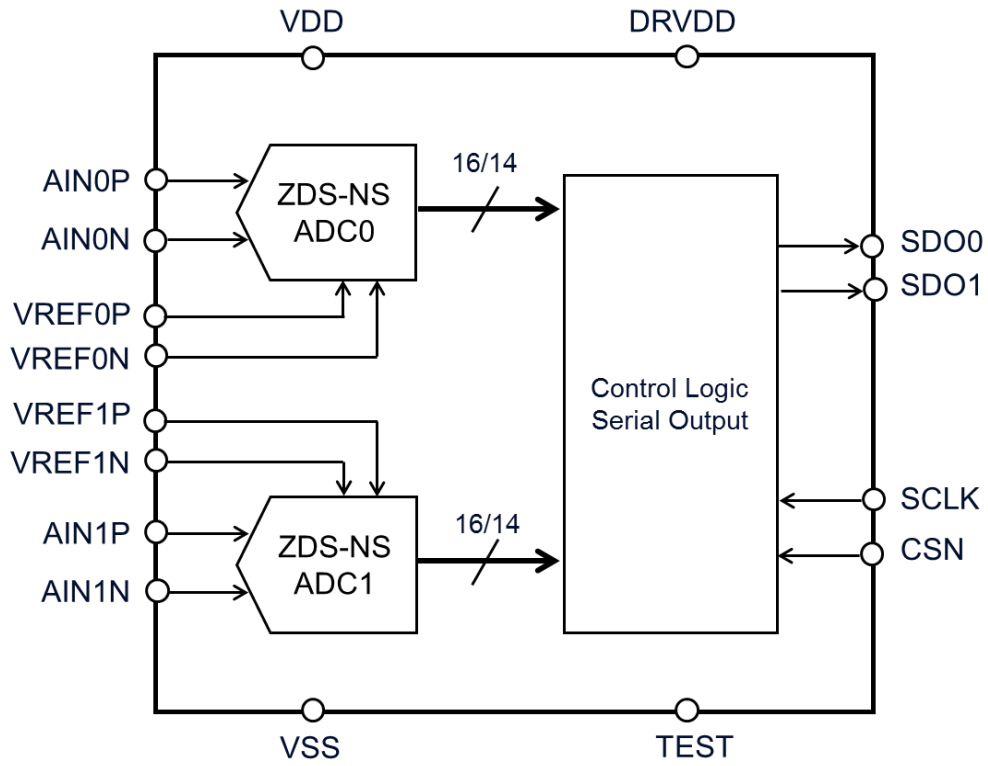 VDD
DRVDD
AIN0P
AIN0N
VREF0P
VREF0N
VREF1P
VREF1N
AIN1P
AIN1N
ZDS-NS
ADC0
16/14
ZDS-NS
ADC1
16/14
Control Logic
Serial Output
SDO0
SDO1
SCLK
CSN
VSS
TEST